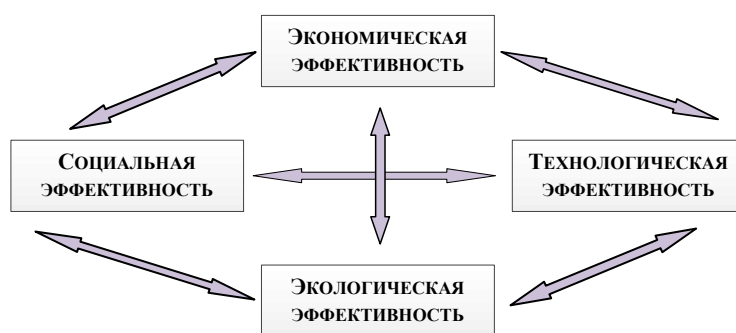 ЭКОНОМИЧЕСКАЯ
ЭФФЕКТИВНОСТЬ
СОЦИАЛЬНАЯ
ЭФФЕКТИВНОСТЬ
ТЕХНОЛОГИЧЕСКАЯ
ЭФФЕКТИВНОСТЬ
ЭКОЛОГИЧЕСКАЯ
ЭФФЕКТИВНОСТЬ